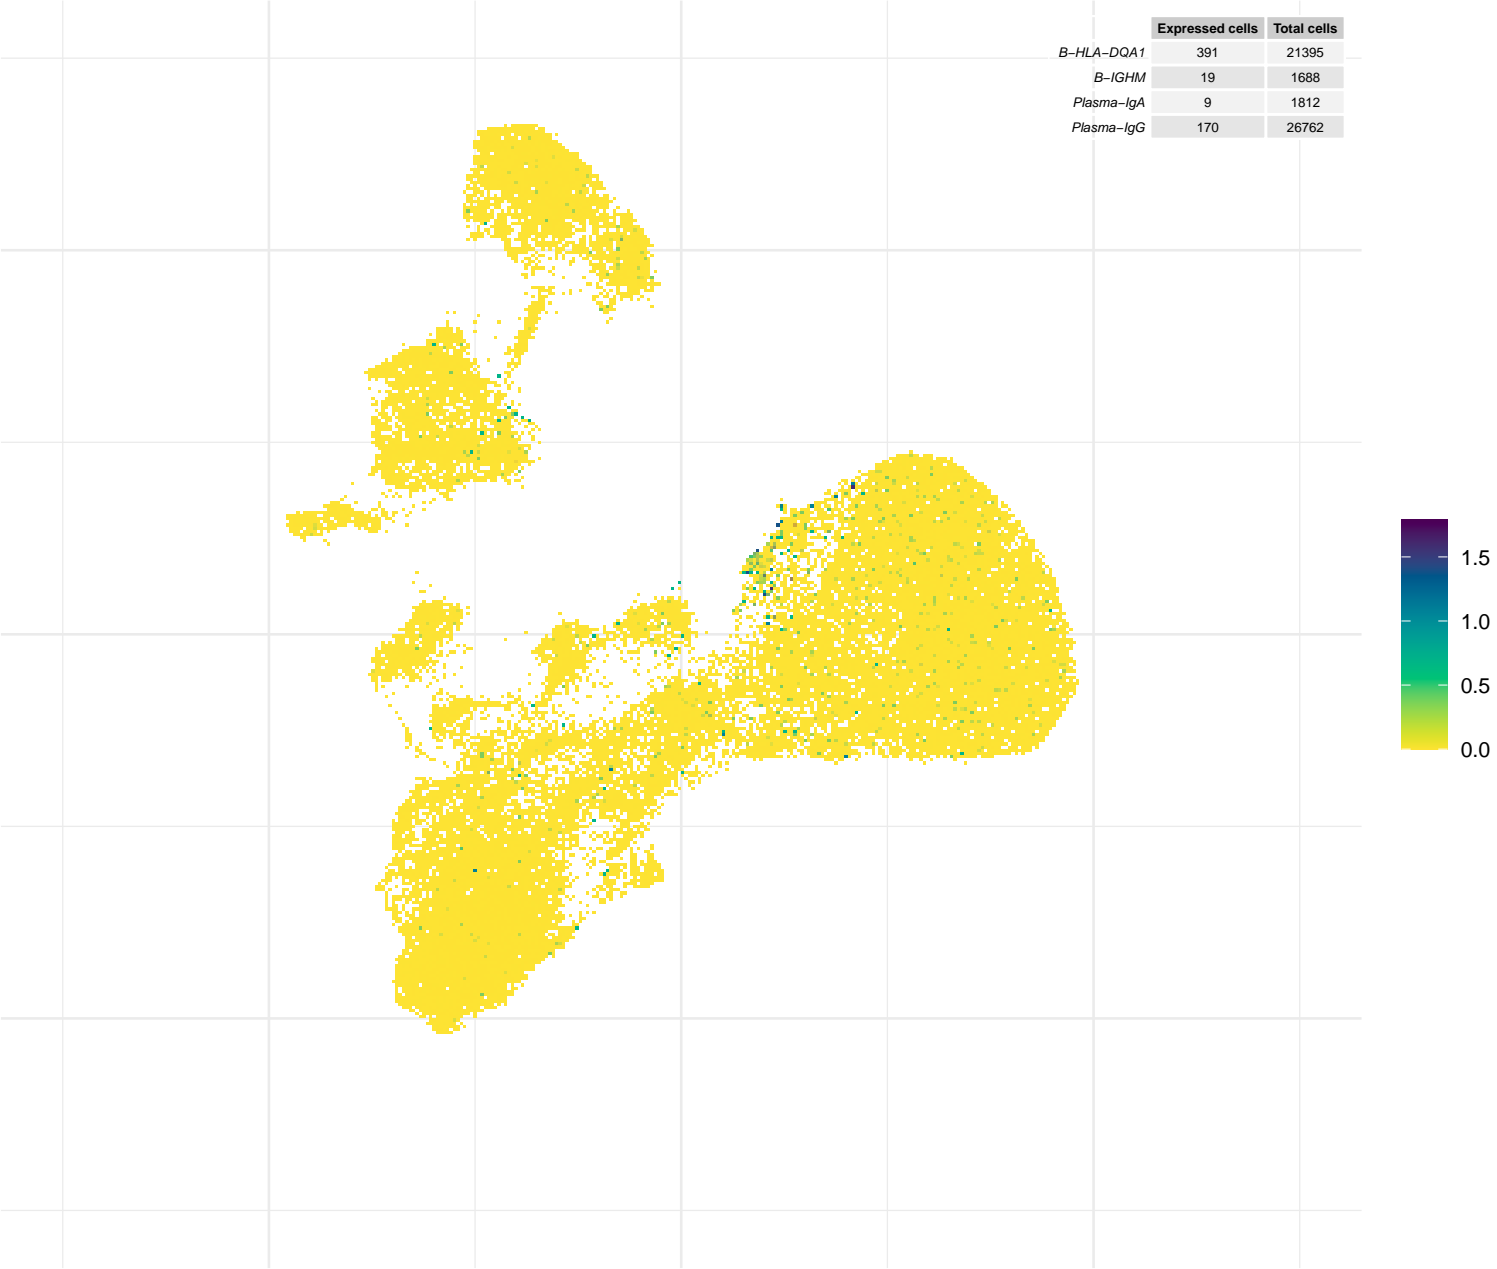 Expressed cells Total cells
B−HLA−DQA1 391 21395
B−IGHM 19 1688
Plasma−IgA 9 1812
Plasma−IgG 170 26762
1.5
1.0
0.5
0.0